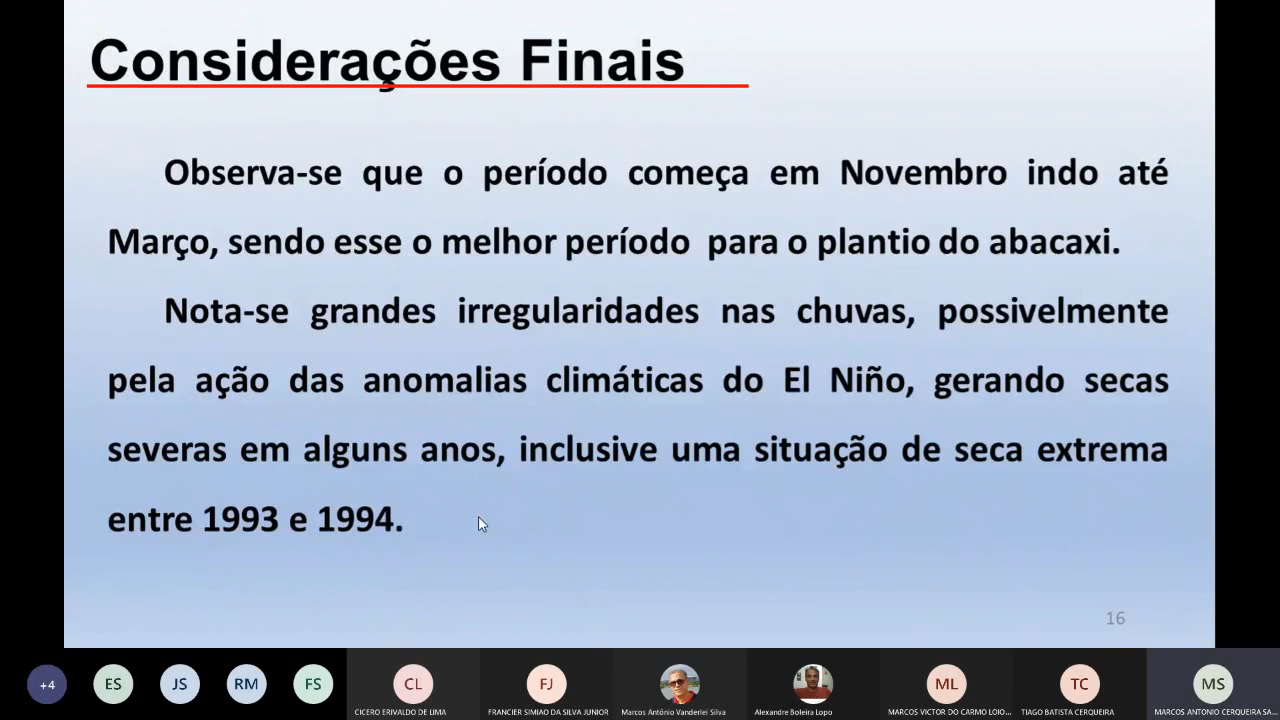 Considerações Finais
Observa-se que o período começa em Novembro indo até
Março, sendo esse o melhor período para o plantio do abacaxi.
Nota-se grandes irregularidades nas chuvas, possivelmente
pela ação das anomalias climáticas do El Niño, gerando secas
severas em alguns anos, inclusive uma situação de seca extrema
entre 1993 e 1994.
16
+4 ES JS RM FS CL FJ ML TC MS
CICERO ERIVALDO DE LIMA FRANCIER SIMIÃO DA SILVA JUNIOR Marcos Antônio Vanderlei Silva Alexandre Boleira Lopo MARCOS VICTOR DO CARMO LOIO... TIAGO BATISTA CERQUEIRA MARCOS ANTONIO CERQUEIRA SA...